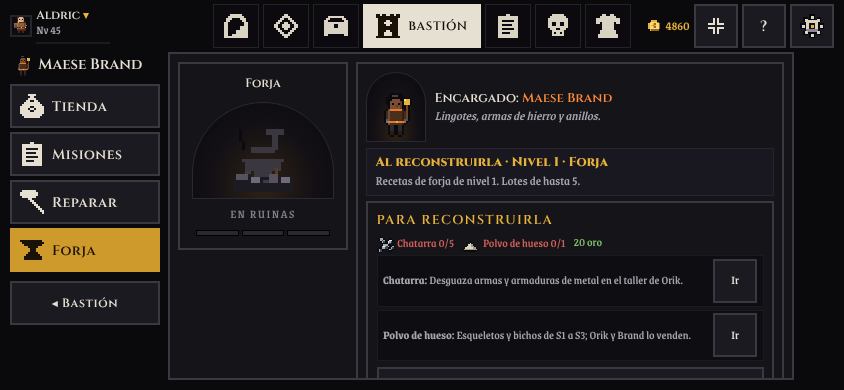 Aldric ▾
Nv 45
Bastión
4860
?
Maese Brand
Tienda
Misiones
Reparar
Forja
◂ Bastión
Forja
EN RUINAS
Encargado: Maese Brand
Lingotes, armas de hierro y anillos.
Al reconstruirla · Nivel I · Forja
Recetas de forja de nivel 1. Lotes de hasta 5.
PARA RECONSTRUIRLA
Chatarra 0/5 Polvo de hueso 0/1 20 oro
Chatarra: Desguaza armas y armaduras de metal en el taller de Orik.
Ir
Polvo de hueso: Esqueletos y bichos de S1 a S3; Orik y Brand lo venden.
Ir